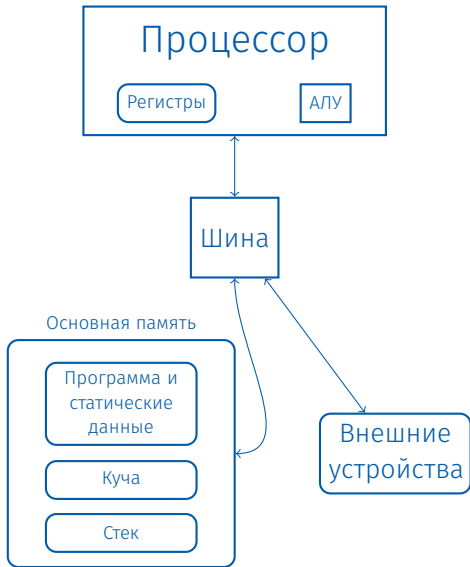 Процессор
Регистры
АЛУ
Шина
Основная память
Программа и
статические
данные
Куча
Стек
Внешние
устройства